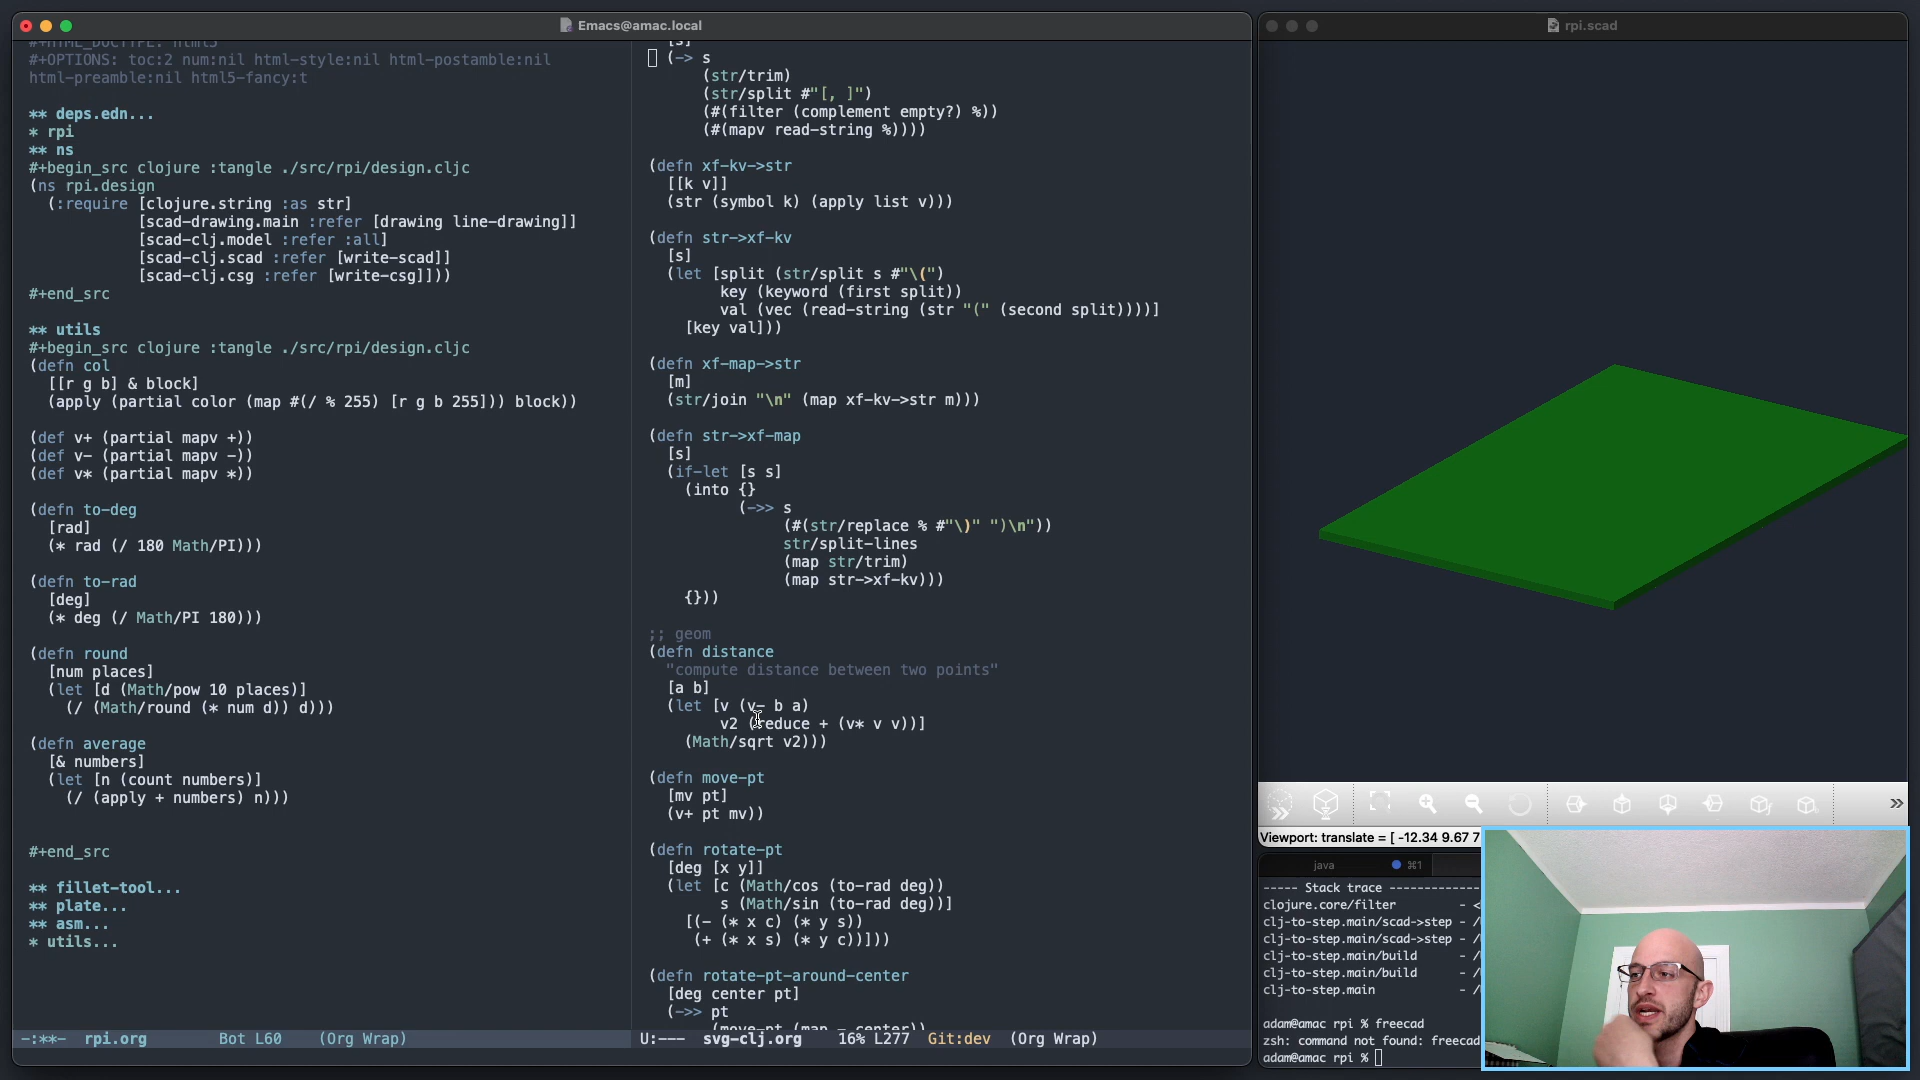 Emacs@amac.local
#+HTML_DOCTYPE: html5
#+OPTIONS: toc:2 num:nil html-style:nil html-postamble:nil
html-preamble:nil html5-fancy:t
** deps.edn...
* rpi
** ns
#+begin_src clojure :tangle ./src/rpi/design.cljc
(ns rpi.design
(:require [clojure.string :as str]
[scad-drawing.main :refer [drawing line-drawing]]
[scad-clj.model :refer :all]
[scad-clj.scad :refer [write-scad]]
[scad-clj.csg :refer [write-csg]]))
#+end_src
** utils
#+begin_src clojure :tangle ./src/rpi/design.cljc
(defn col
[[r g b] & block]
(apply (partial color (map #(/ % 255) [r g b 255])) block))
(def v+ (partial mapv +))
(def v- (partial mapv -))
(def v* (partial mapv *))
(defn to-deg
[rad]
(* rad (/ 180 Math/PI)))
(defn to-rad
[deg]
(* deg (/ Math/PI 180)))
(defn round
[num places]
(let [d (Math/pow 10 places)]
(/ (Math/round (* num d)) d)))
(defn average
[& numbers]
(let [n (count numbers)]
(/ (apply + numbers) n)))
#+end_src
** fillet-tool...
** plate...
** asm...
* utils...
-:**- rpi.org Bot L60 (Org Wrap)
[s]
(-> s
(str/trim)
(str/split #"[, ]")
(#(filter (complement empty?) %))
(#(mapv read-string %))))
(defn xf-kv->str
[[k v]]
(str (symbol k) (apply list v)))
(defn str->xf-kv
[s]
(let [split (str/split s #"\(")
key (keyword (first split))
val (vec (read-string (str "(" (second split))))]
[key val]))
(defn xf-map->str
[m]
(str/join "\n" (map xf-kv->str m)))
(defn str->xf-map
[s]
(if-let [s s]
(into {}
(->> s
(#(str/replace % #"\)" ")\n"))
str/split-lines
(map str/trim)
(map str->xf-kv)))
{}))
;; geom
(defn distance
"compute distance between two points"
[a b]
(let [v (v- b a)
v2 (reduce + (v* v v))]
(Math/sqrt v2)))
(defn move-pt
[mv pt]
(v+ pt mv))
(defn rotate-pt
[deg [x y]]
(let [c (Math/cos (to-rad deg))
s (Math/sin (to-rad deg))]
[(- (* x c) (* y s))
(+ (* x s) (* y c))]))
(defn rotate-pt-around-center
[deg center pt]
(->> pt
(move-pt (map - center))
U:--- svg-clj.org 16% L277 Git:dev (Org Wrap)
rpi.scad
Viewport: translate = [ -12.34 9.67 7
java ⌘1
----- Stack trace ----------
clojure.core/filter - <
clj-to-step.main/scad->step - /
clj-to-step.main/scad->step - /
clj-to-step.main/build - /
clj-to-step.main/build - /
clj-to-step.main - /
adam@amac rpi % freecad
zsh: command not found: freecad
adam@amac rpi %